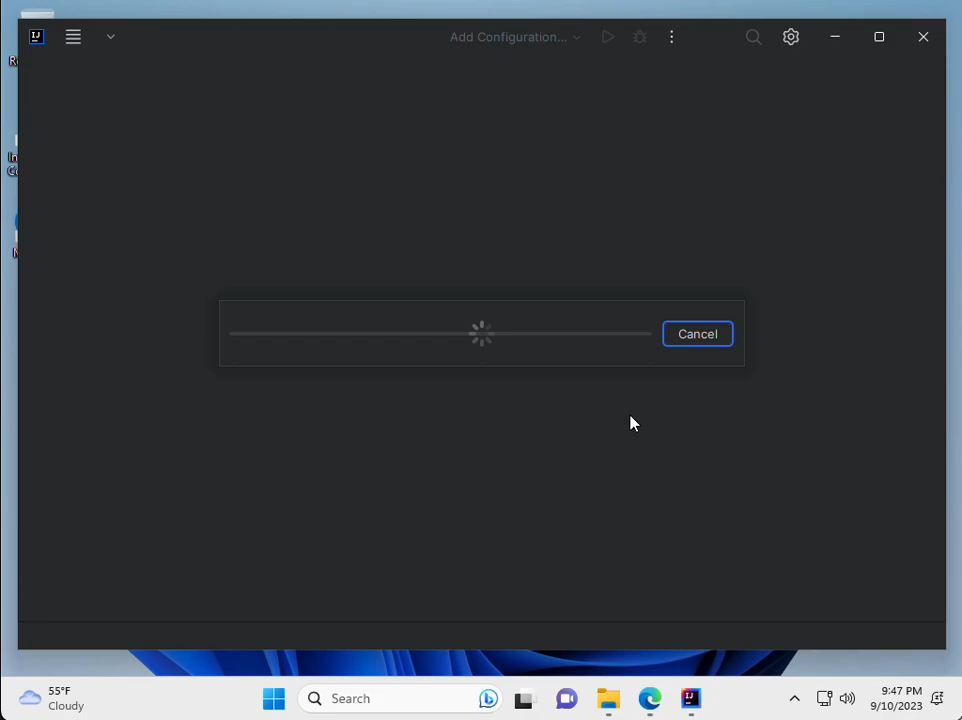 IJ
Add Configuration...
Cancel
55°F
Cloudy
Search
9:47 PM
9/10/2023